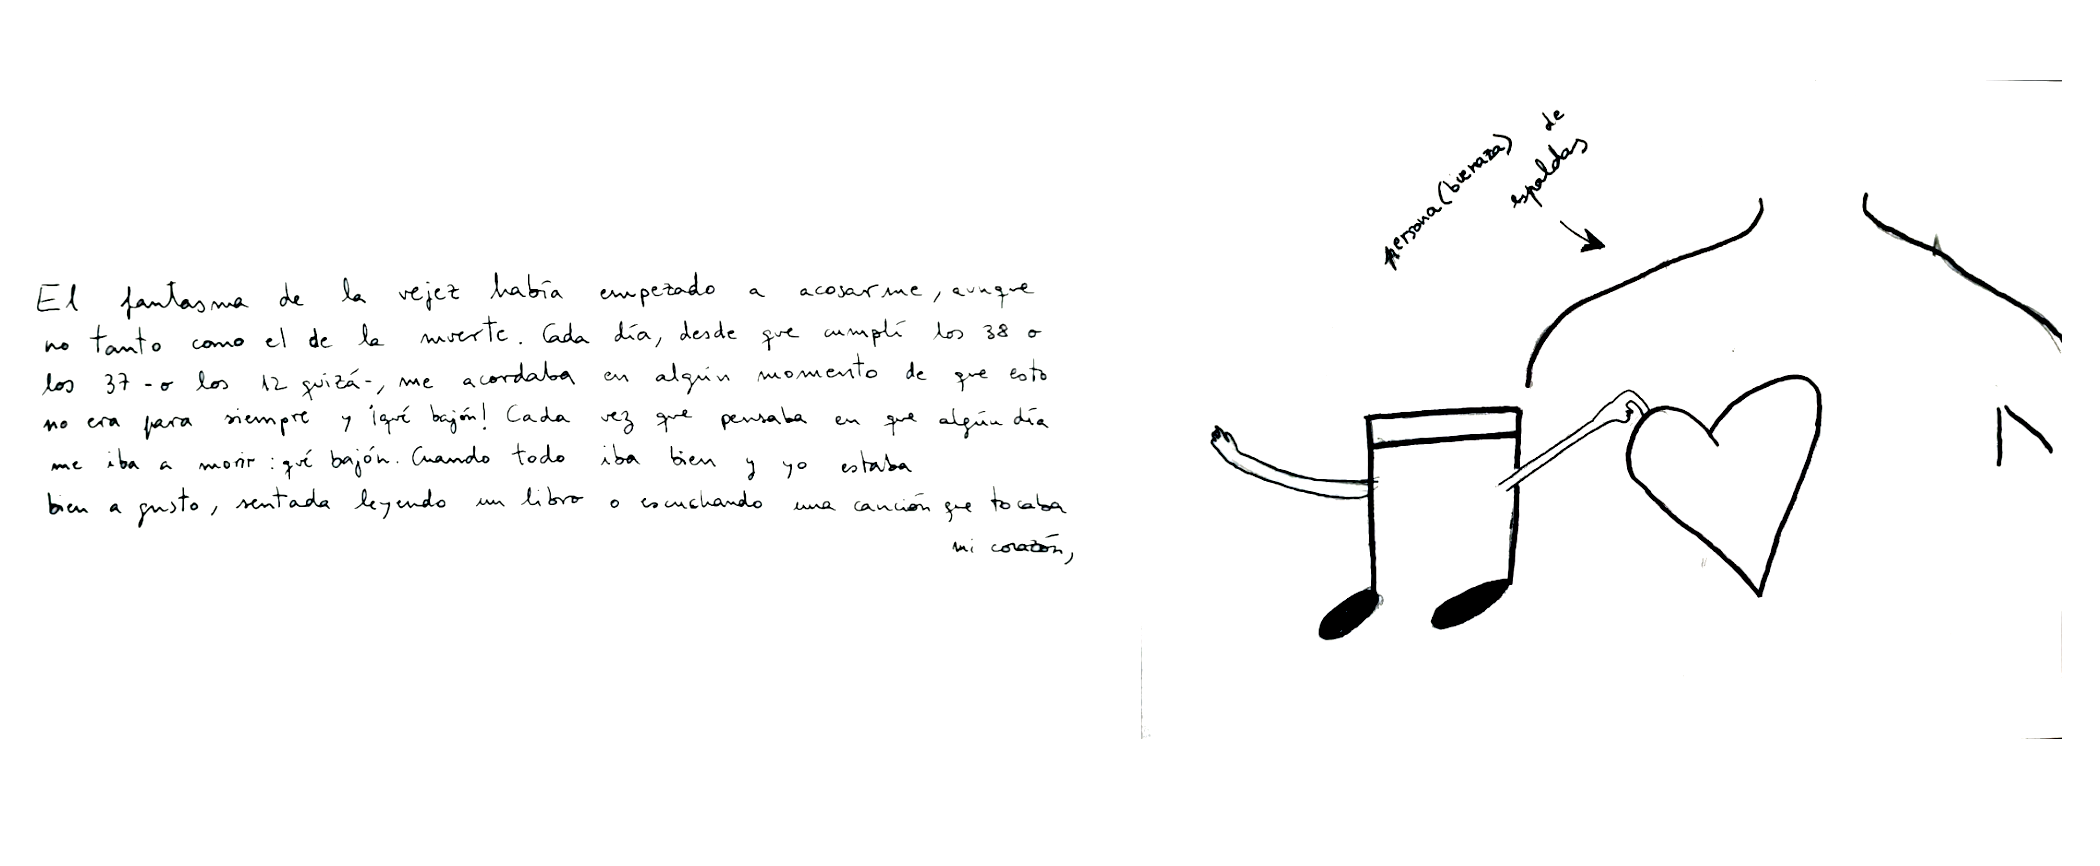 El fantasma de la vejez había empezado a acosarme, aunque
no tanto como el de la muerte. Cada día, desde que cumplí los 38 o
los 37 - o los 12 quizá-, me acordaba en algún momento de que esto
no era para siempre y ¡qué bajón! Cada vez que pensaba en que algún día
me iba a morir: qué bajón. Cuando todo iba bien y yo estaba
bien a gusto, sentada leyendo un libro o escuchando una canción que tocaba
mi corazón,
persona (buenaza) de
espaldas